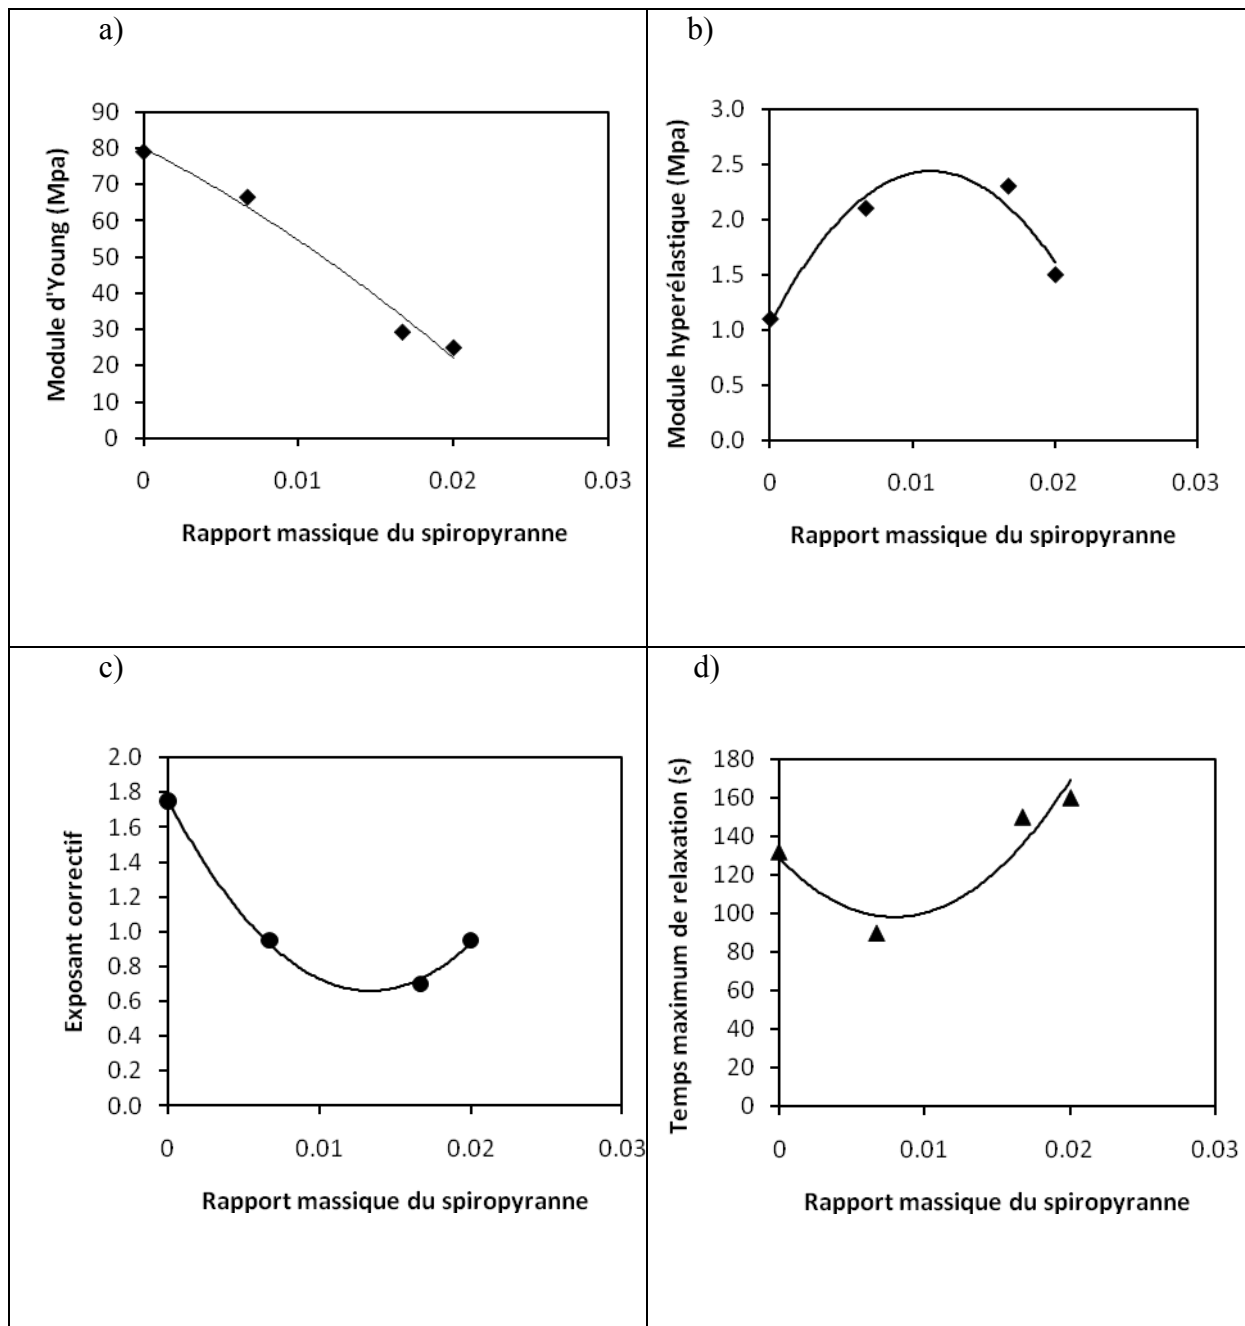 a)
90
80
70
60
50
40
30
20
10
0
Module d'Young (Mpa)
0 0.01 0.02 0.03
Rapport massique du spiropyranne
b)
3.0
2.5
2.0
1.5
1.0
0.5
0.0
Module hyperélastique (Mpa)
0 0.01 0.02 0.03
Rapport massique du spiropyranne
c)
2.0
1.8
1.6
1.4
1.2
1.0
0.8
0.6
0.4
0.2
0.0
Exposant correctif
0 0.01 0.02 0.03
Rapport massique du spiropyranne
d)
180
160
140
120
100
80
60
40
20
0
Temps maximum de relaxation (s)
0 0.01 0.02 0.03
Rapport massique du spiropyranne